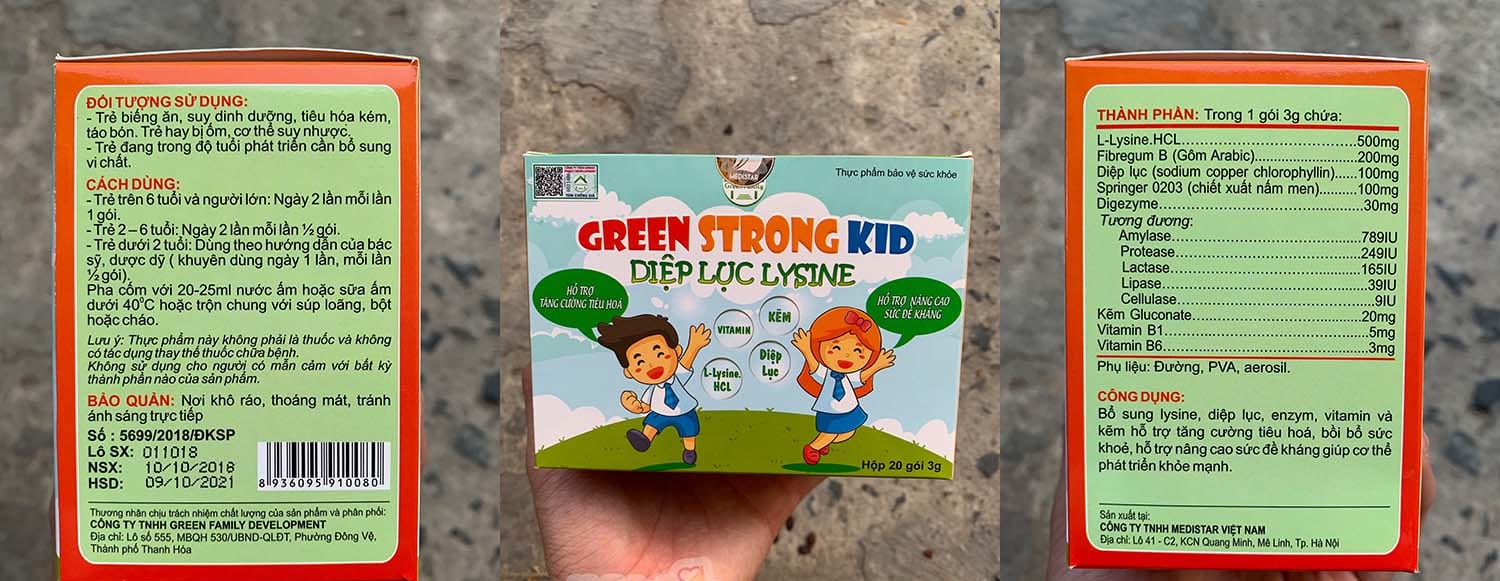 ĐỐI TƯỢNG SỬ DỤNG:
- Trẻ biếng ăn, suy dinh dưỡng, tiêu hóa kém,
táo bón. Trẻ hay bị ốm, cơ thể suy nhược.
- Trẻ đang trong độ tuổi phát triển cần bổ sung
vi chất.
CÁCH DÙNG:
- Trẻ trên 6 tuổi và người lớn: Ngày 2 lần mỗi lần
1 gói.
- Trẻ 2 – 6 tuổi: Ngày 2 lần mỗi lần ½ gói.
- Trẻ dưới 2 tuổi: Dùng theo hướng dẫn của bác
sỹ, dược dỹ ( khuyên dùng ngày 1 lần, mỗi lần
½ gói).
Pha cốm với 20-25ml nước ấm hoặc sữa ấm
dưới 40°C hoặc trộn chung với súp loãng, bột
hoặc cháo.
Lưu ý: Thực phẩm này không phải là thuốc và không
có tác dụng thay thế thuốc chữa bệnh.
Không sử dụng cho người có mẫn cảm với bất kỳ
thành phần nào của sản phẩm.
BẢO QUẢN: Nơi khô ráo, thoáng mát, tránh
ánh sáng trực tiếp
Số : 5699/2018/ĐKSP
Lô SX: 011018
NSX: 10/10/2018
HSD: 09/10/2021
8 936095 910080
Thương nhân chịu trách nhiệm chất lượng của sản phẩm và phân phối:
CÔNG TY TNHH GREEN FAMILY DEVELOPMENT
Địa chỉ: Lô số 555, MBQH 530/UBND-QLĐT, Phường Đông Vệ,
Thành phố Thanh Hóa
MEDISTAR
Thực phẩm bảo vệ sức khỏe
GREEN STRONG KID
DIỆP LỤC LYSINE
HỖ TRỢ
TĂNG CƯỜNG TIÊU HOÁ
HỖ TRỢ NÂNG CAO
SỨC ĐỀ KHÁNG
VITAMIN
KẼM
L-Lysine.
HCL
Diệp
Lục
Hộp 20 gói 3g
THÀNH PHẦN: Trong 1 gói 3g chứa:
L-Lysine.HCL...500mg
Fibregum B (Gôm Arabic)...200mg
Diệp lục (sodium copper chlorophyllin)...100mg
Springer 0203 (chiết xuất nấm men)...100mg
Digezyme...30mg
Tương đương:
Amylase...789IU
Protease...249IU
Lactase...165IU
Lipase...39IU
Cellulase...9IU
Kẽm Gluconate...20mg
Vitamin B1...5mg
Vitamin B6...3mg
Phụ liệu: Đường, PVA, aerosil.
CÔNG DỤNG:
Bổ sung lysine, diệp lục, enzym, vitamin và
kẽm hỗ trợ tăng cường tiêu hoá, bồi bổ sức
khoẻ, hỗ trợ nâng cao sức đề kháng giúp cơ thể
phát triển khỏe mạnh.
Sản xuất tại:
CÔNG TY TNHH MEDISTAR VIỆT NAM
Địa chỉ: Lô 41 - C2, KCN Quang Minh, Mê Linh, Tp. Hà Nội